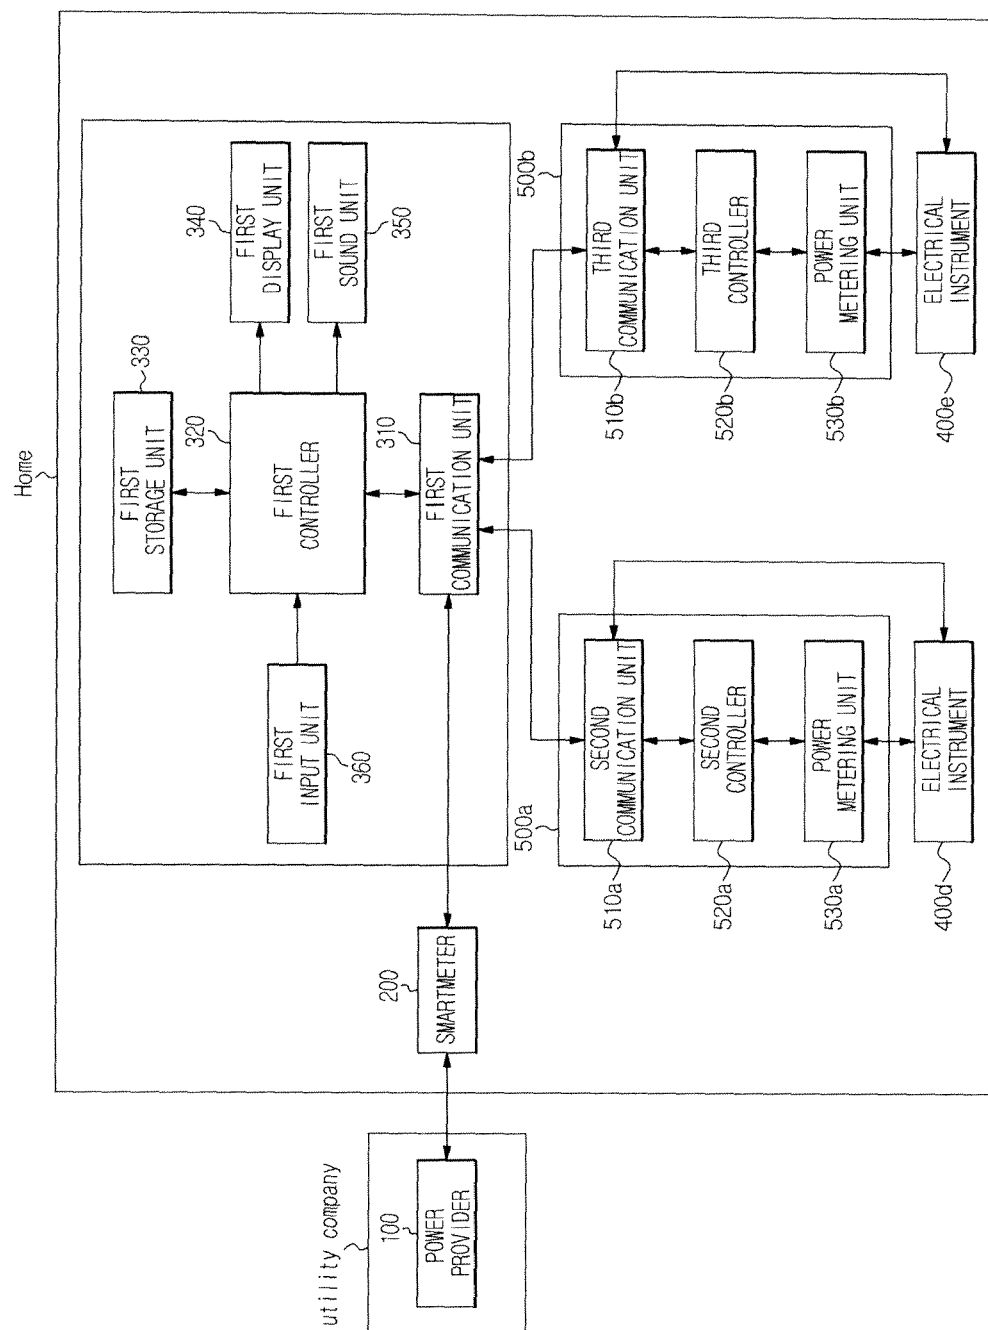 Home
330
FIRST
STORAGE UNIT
340
FIRST
DISPLAY UNIT
320
FIRST
CONTROLLER
350
FIRST
SOUND UNIT
FIRST
INPUT UNIT
360
310
FIRST
COMMUNICATION UNIT
utility company
100
POWER
PROVIDER
200
SMARTMETER
500a
510a
SECOND
COMMUNICATION UNIT
520a
SECOND
CONTROLLER
530a
POWER
METERING UNIT
400d
ELECTRICAL
INSTRUMENT
500b
510b
THIRD
COMMUNICATION UNIT
520b
THIRD
CONTROLLER
530b
POWER
METERING UNIT
400e
ELECTRICAL
INSTRUMENT